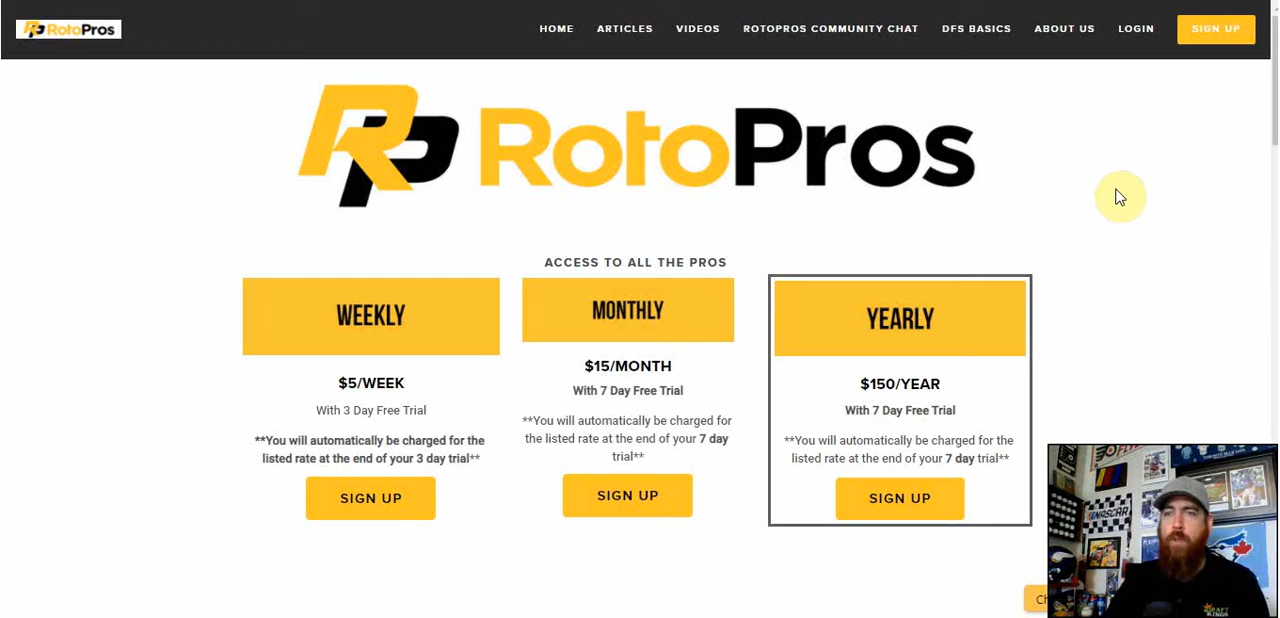 RP RotoPros
HOME ARTICLES VIDEOS ROTOPROS COMMUNITY CHAT DFS BASICS ABOUT US LOGIN SIGN UP
RP RotoPros
ACCESS TO ALL THE PROS
WEEKLY
$5/WEEK
With 3 Day Free Trial
**You will automatically be charged for the
listed rate at the end of your 3 day trial**
SIGN UP
MONTHLY
$15/MONTH
With 7 Day Free Trial
**You will automatically be charged for
the listed rate at the end of your 7 day
trial**
SIGN UP
YEARLY
$150/YEAR
With 7 Day Free Trial
**You will automatically be charged for the
listed rate at the end of your 7 day trial**
SIGN UP
FLYE
NASCAR